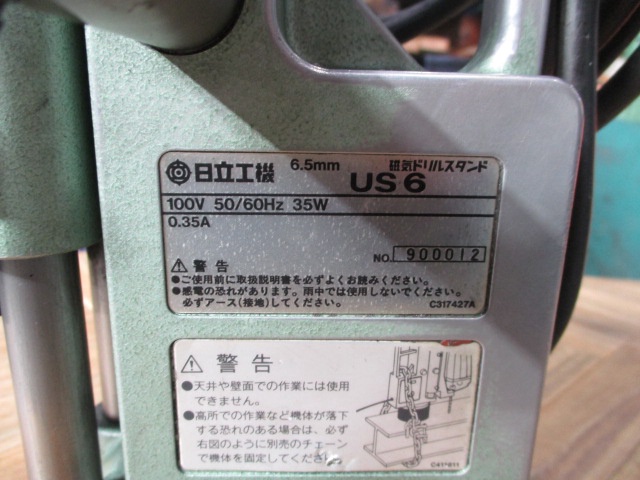 日立工機 6.5mm 磁気ドリルスタンド
US6
100V 50/60Hz 35W
0.35A
NO. 900012
⚠ 警告
●ご使用前に取扱説明書を必ずよくお読みください。
●感電の恐れがあります。雨中では使用しないでください。
必ずアース(接地)してください。
C317427A
⚠ 警告
●天井や壁面での作業には使用
できません。
●高所での作業など機体が落下
する恐れのある場合は、必ず
右図のように別売のチェーン
で機体を固定してください。